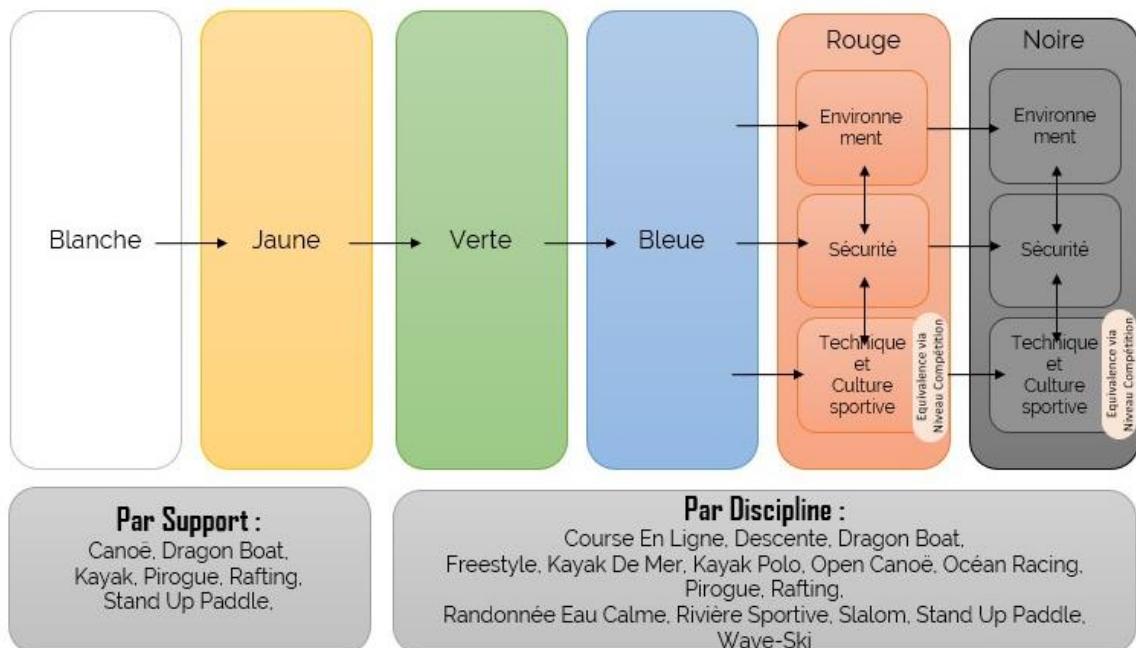 Blanche
Jaune
Verte
Bleue
Rouge
Environne
ment
Sécurité
Technique
et
Culture
sportive
Equivalence via
Niveau Compétition
Noire
Environne
ment
Sécurité
Technique
et
Culture
sportive
Equivalence via
Niveau Compétition
Par Support :
Canoë, Dragon Boat,
Kayak, Pirogue, Rafting,
Stand Up Paddle,
Par Discipline :
Course En Ligne, Descente, Dragon Boat,
Freestyle, Kayak De Mer, Kayak Polo, Open Canoë, Océan Racing,
Pirogue, Rafting,
Randonnée Eau Calme, Rivière Sportive, Slalom, Stand Up Paddle,
Wave-Ski